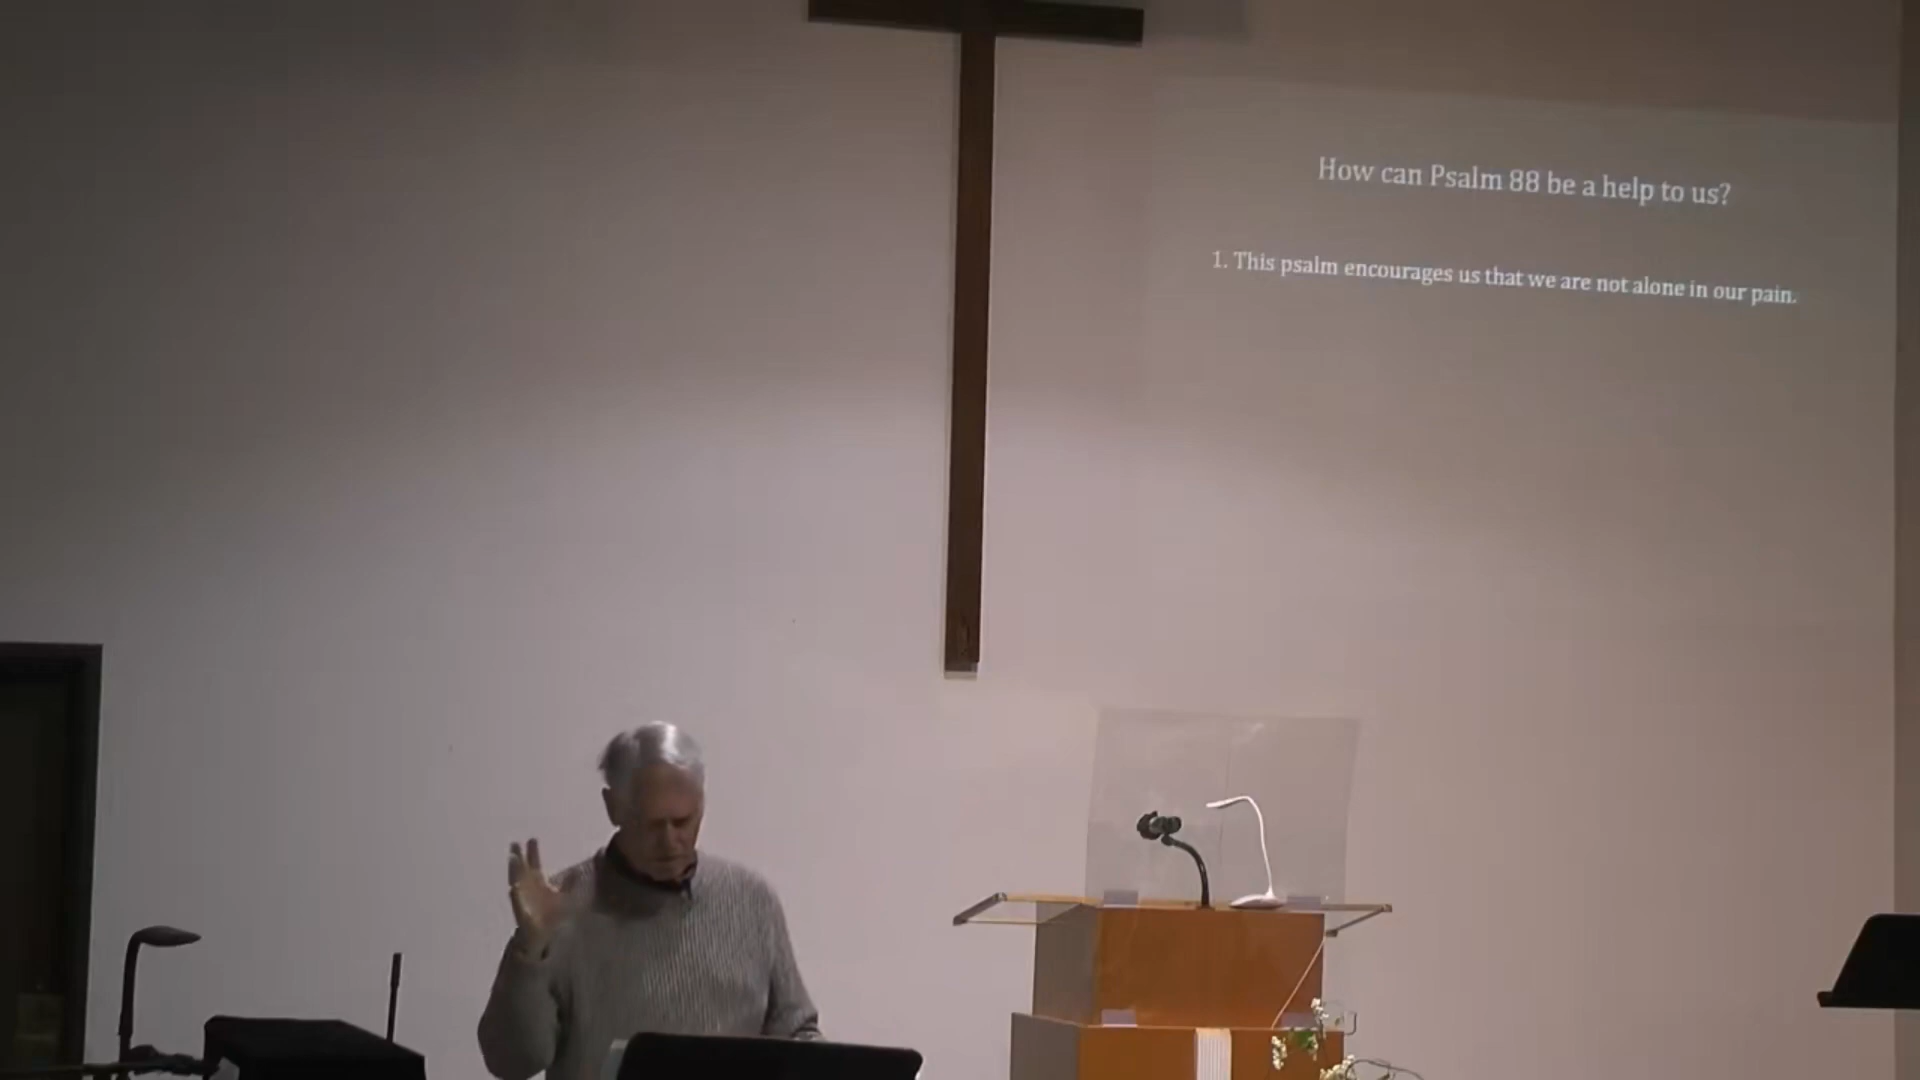 How can Psalm 88 be a help to us?
1. This psalm encourages us that we are not alone in our pain.